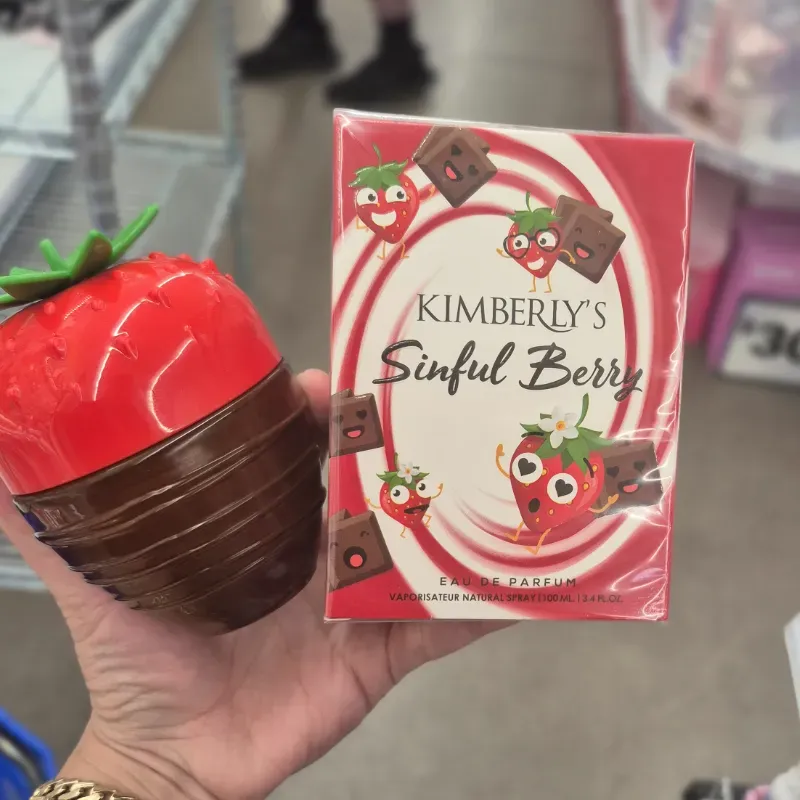 KIMBERLY'S
Sinful Berry
EAU DE PARFUM
VAPORISATEUR NATURAL SPRAY | 100 ML. | 3.4 FL.OZ.